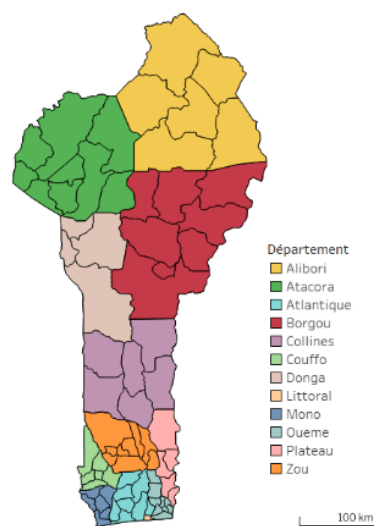 Département
Alibori
Atacora
Atlantique
Borgou
Collines
Couffo
Donga
Littoral
Mono
Oueme
Plateau
Zou
100 km